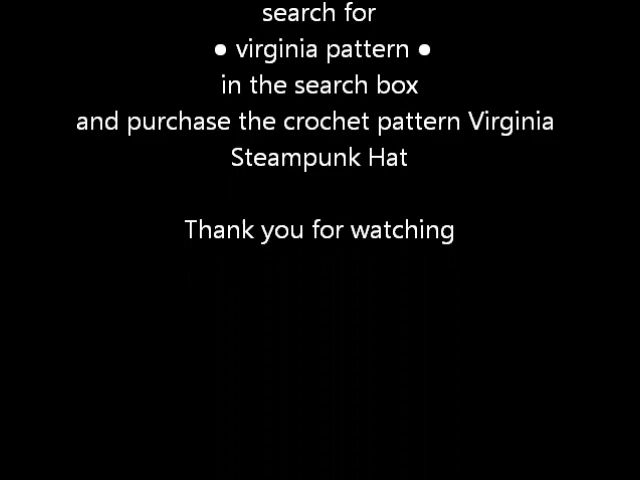 search for
● virginia pattern ●
in the search box
and purchase the crochet pattern Virginia
Steampunk Hat
Thank you for watching